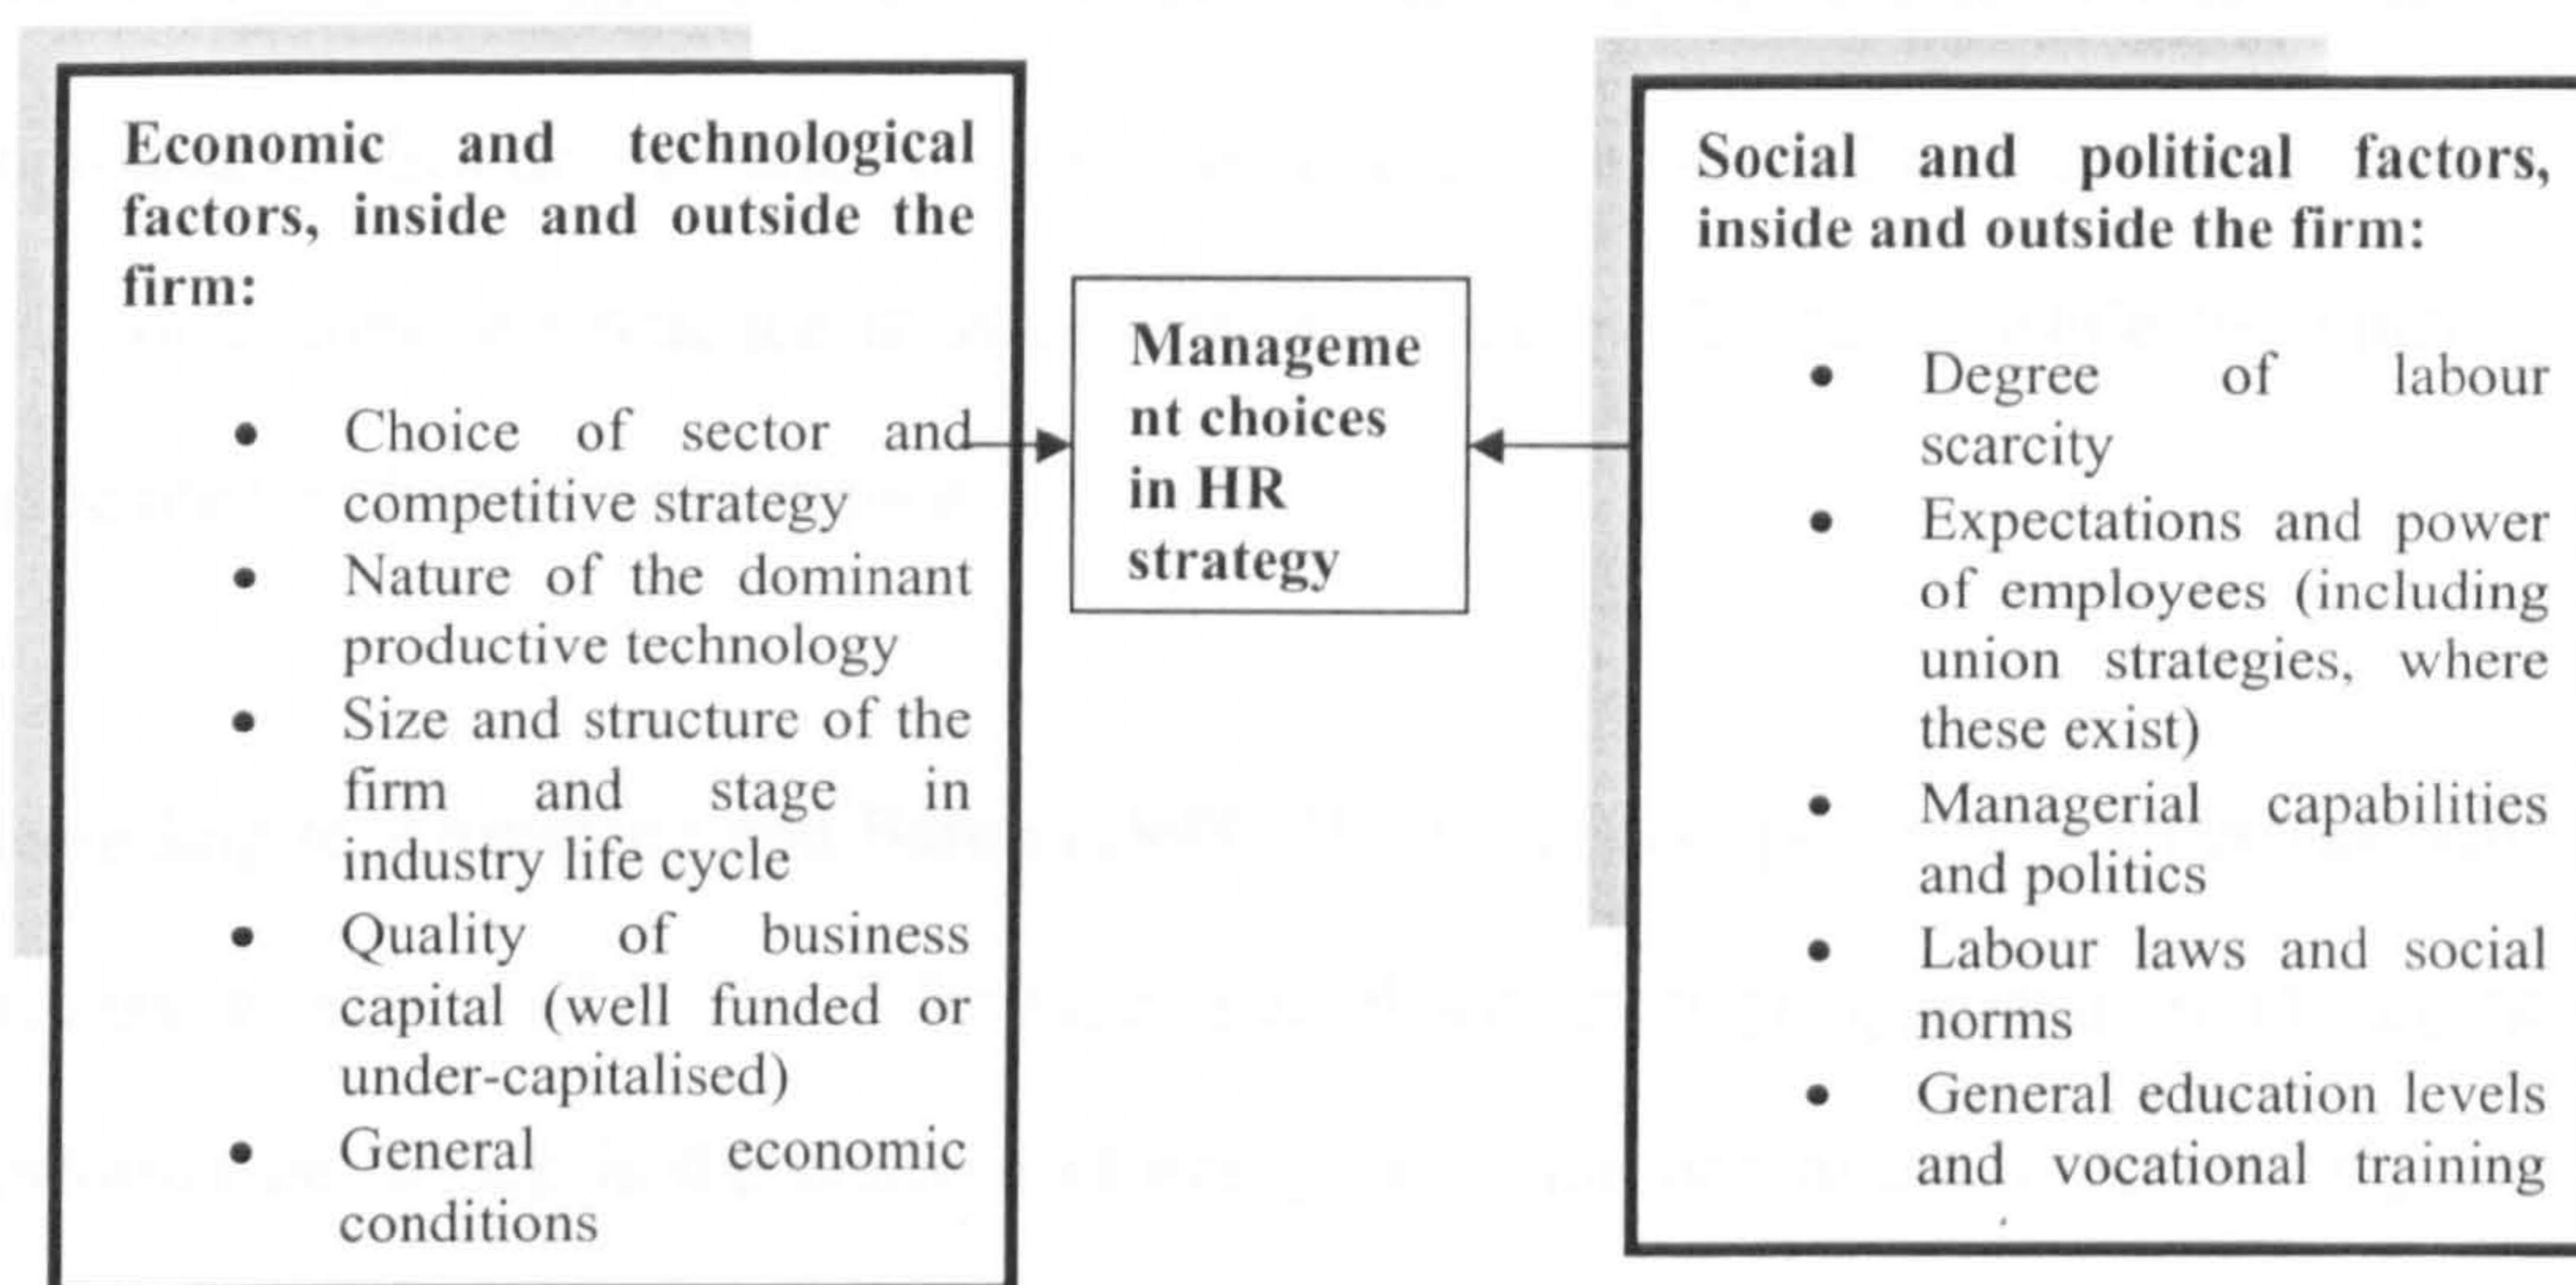 Economic and technological
factors, inside and outside the
firm:
• Choice of sector and
competitive strategy
• Nature of the dominant
productive technology
• Size and structure of the
firm and stage in
industry life cycle
• Quality of business
capital (well funded or
under-capitalised)
• General economic
conditions
Manageme
nt choices
in HR
strategy
Social and political factors,
inside and outside the firm:
• Degree of labour
scarcity
• Expectations and power
of employees (including
union strategies, where
these exist)
• Managerial capabilities
and politics
• Labour laws and social
norms
• General education levels
and vocational training